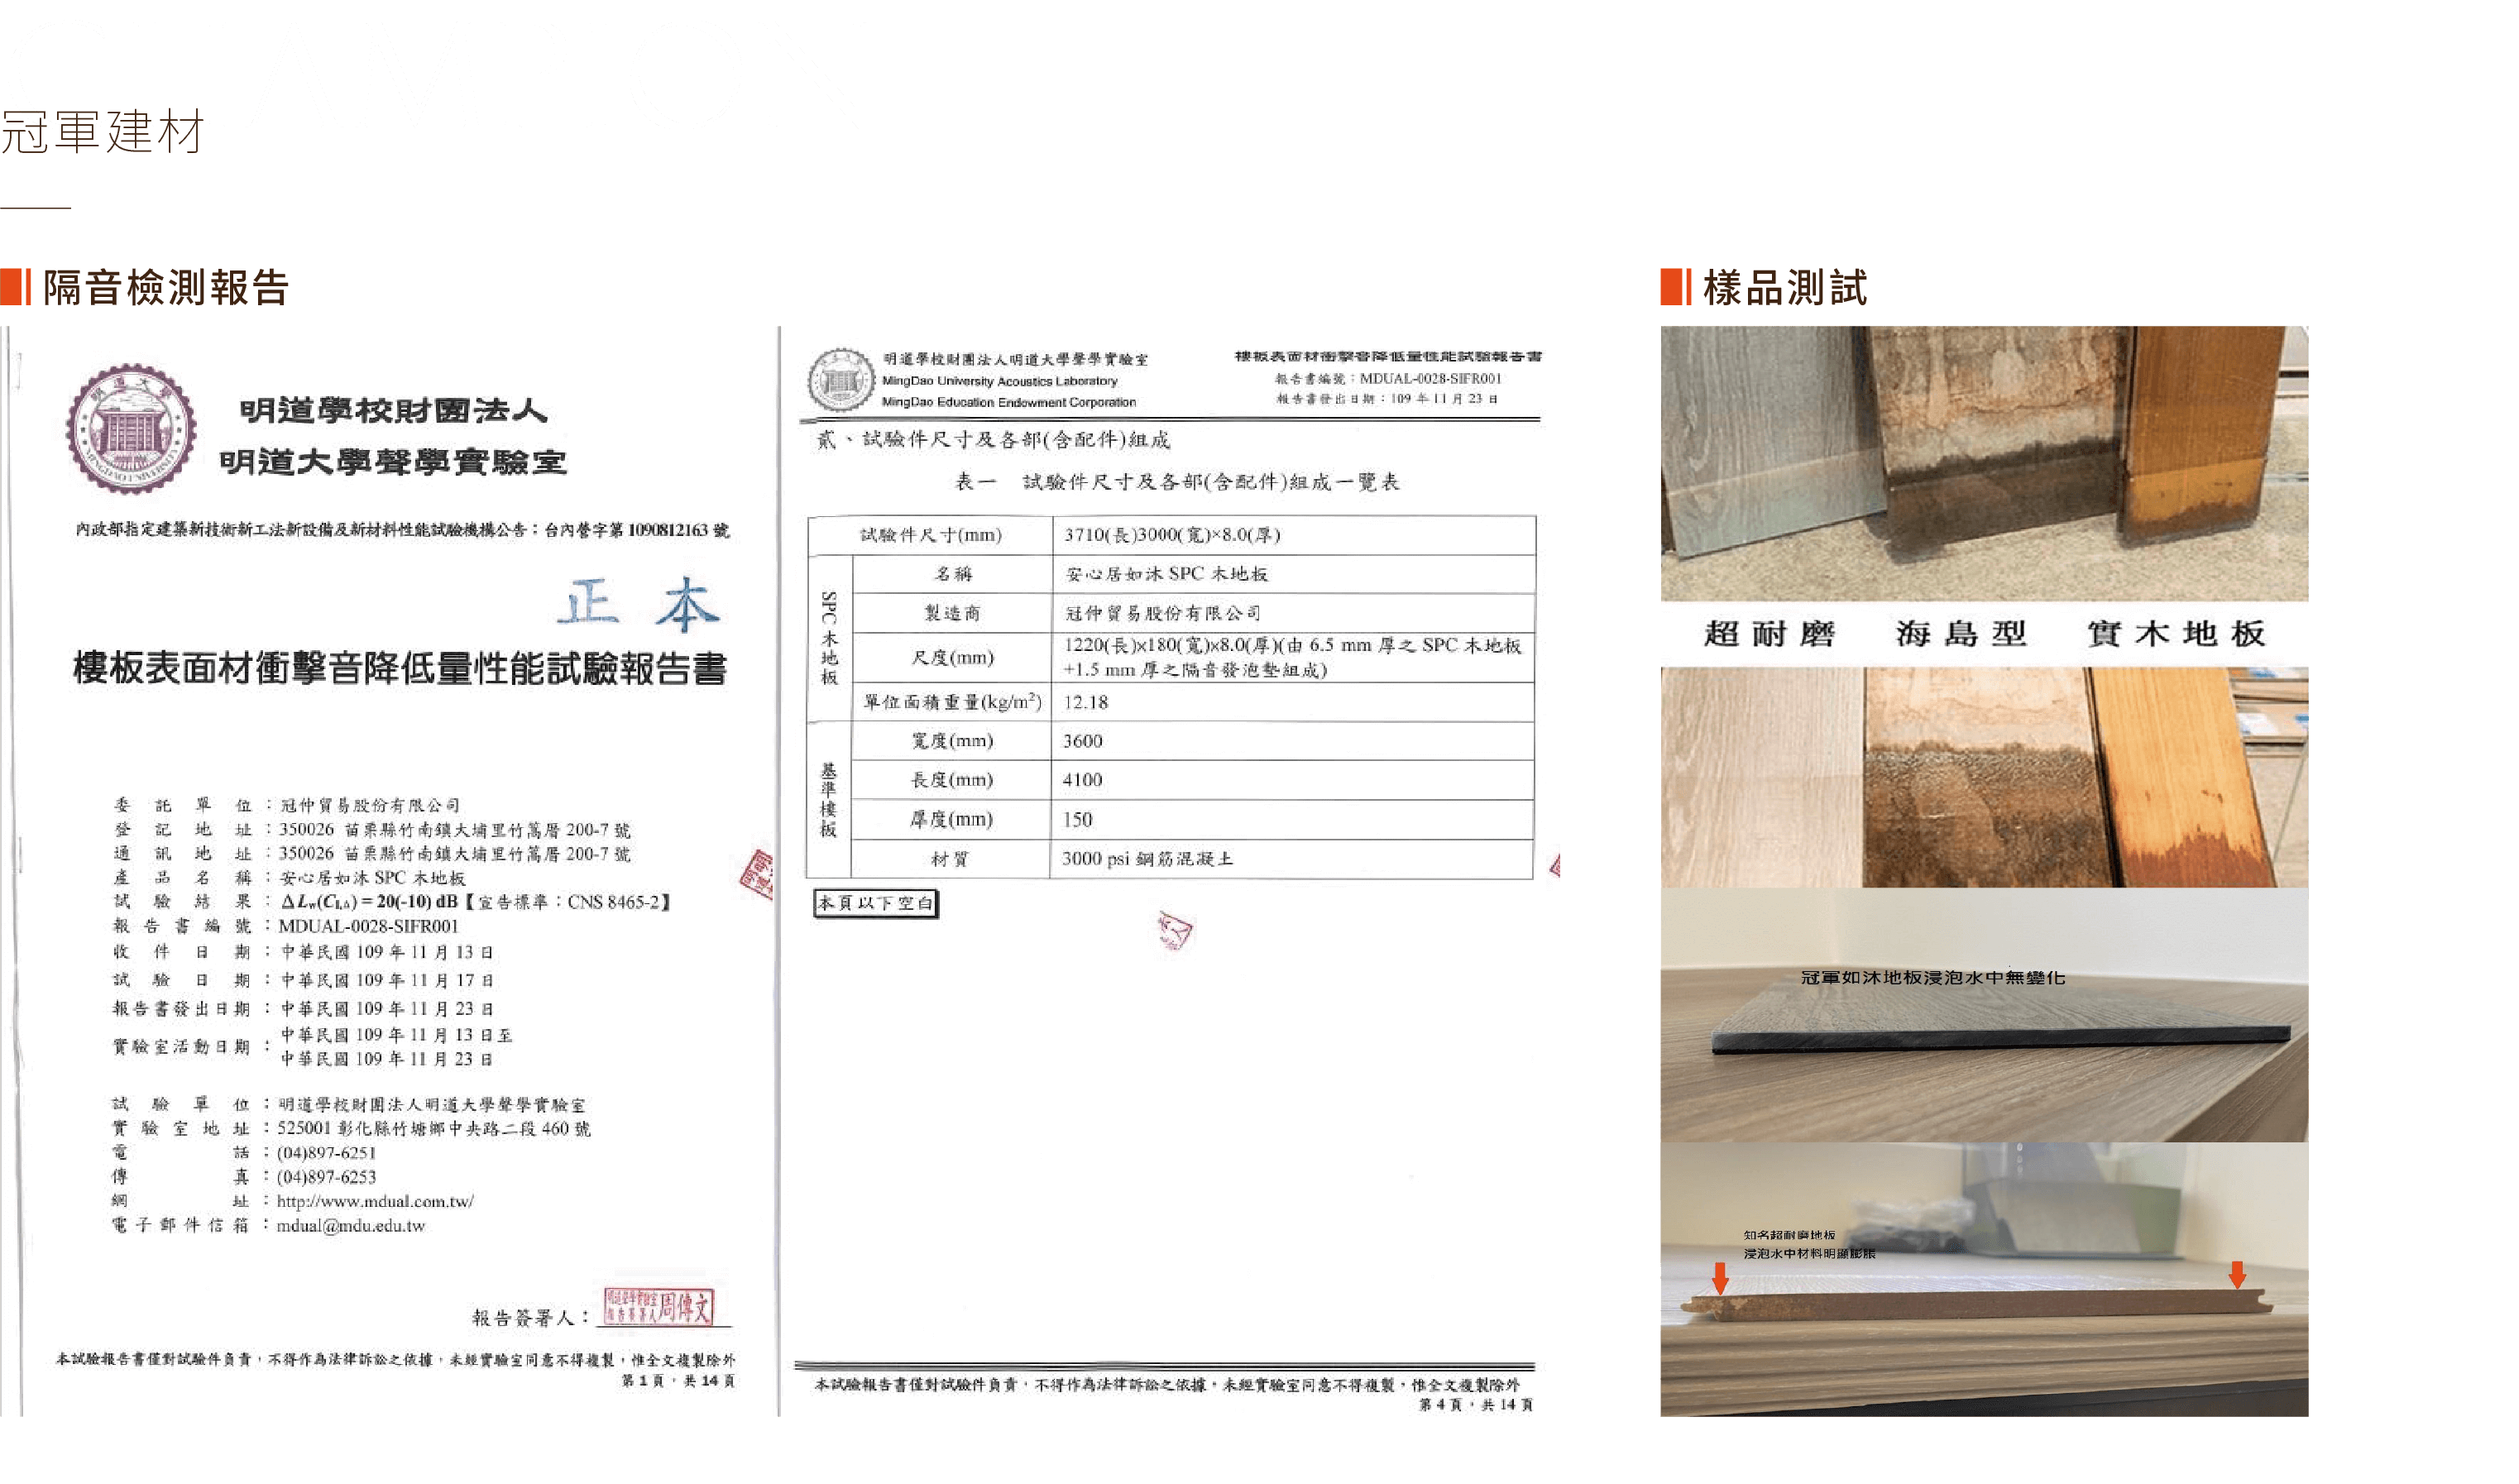 冠軍建材
隔音檢測報告
明道大學
MINGDAO UNIVERSITY
明道學校財團法人
明道大學聲學實驗室
內政部指定建築新技術新工法新設備及新材料性能試驗機構公告：台內營字第 1090812163 號
正本
樓板表面材衝擊音降低量性能試驗報告書
委託單位：冠仲貿易股份有限公司
登記地址：350026 苗栗縣竹南鎮大埔里竹篙厝 200-7 號
通訊地址：350026 苗栗縣竹南鎮大埔里竹篙厝 200-7 號
產品名稱：安心居如沐 SPC 木地板
試驗結果：ΔLw(CI,Δ) = 20(-10) dB【宣告標準：CNS 8465-2】
報告書編號：MDUAL-0028-SIFR001
收件日期：中華民國 109 年 11 月 13 日
試驗日期：中華民國 109 年 11 月 17 日
報告書發出日期：中華民國 109 年 11 月 23 日
實驗室活動日期：中華民國 109 年 11 月 13 日至
中華民國 109 年 11 月 23 日
試驗單位：明道學校財團法人明道大學聲學實驗室
實驗室地址：525001 彰化縣竹塘鄉中央路二段 460 號
電話：(04)897-6251
傳真：(04)897-6253
網址：http://www.mdual.com.tw/
電子郵件信箱：mdual@mdu.edu.tw
報告簽署人：周傳文
本試驗報告書僅對試驗件負責，不得作為法律訴訟之依據，未經實驗室同意不得複製，惟全文複製除外
第 1 頁，共 14 頁
明道學校財團法人明道大學聲學實驗室
MingDao University Acoustics Laboratory
MingDao Education Endowment Corporation
樓板表面材衝擊音降低量性能試驗報告書
報告書編號：MDUAL-0028-SIFR001
報告書發出日期：109 年 11 月 23 日
貳、試驗件尺寸及各部(含配件)組成
表一 試驗件尺寸及各部(含配件)組成一覽表
試驗件尺寸(mm) 3710(長)3000(寬)×8.0(厚)
SPC 木地板
名稱 安心居如沐 SPC 木地板
製造商 冠仲貿易股份有限公司
尺度(mm) 1220(長)×180(寬)×8.0(厚)(由 6.5 mm 厚之 SPC 木地板
+1.5 mm 厚之隔音發泡墊組成)
單位面積重量(kg/m²) 12.18
基準樓板
寬度(mm) 3600
長度(mm) 4100
厚度(mm) 150
材質 3000 psi 鋼筋混凝土
本頁以下空白
本試驗報告書僅對試驗件負責，不得作為法律訴訟之依據，未經實驗室同意不得複製，惟全文複製除外
第 4 頁，共 14 頁
樣品測試
超耐磨 海島型 實木地板
冠軍如沐地板浸泡水中無變化
知名超耐磨地板
浸泡水中材料明顯膨脹